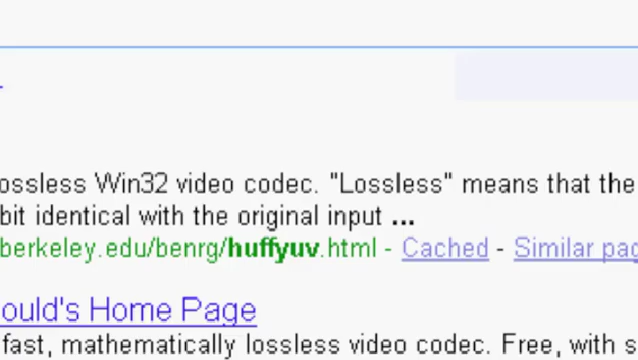 ossless Win32 video codec. "Lossless" means that the
bit identical with the original input ...
berkeley.edu/benrg/huffyuv.html - Cached - Similar pag
ould's Home Page
fast, mathematically lossless video codec. Free, with s